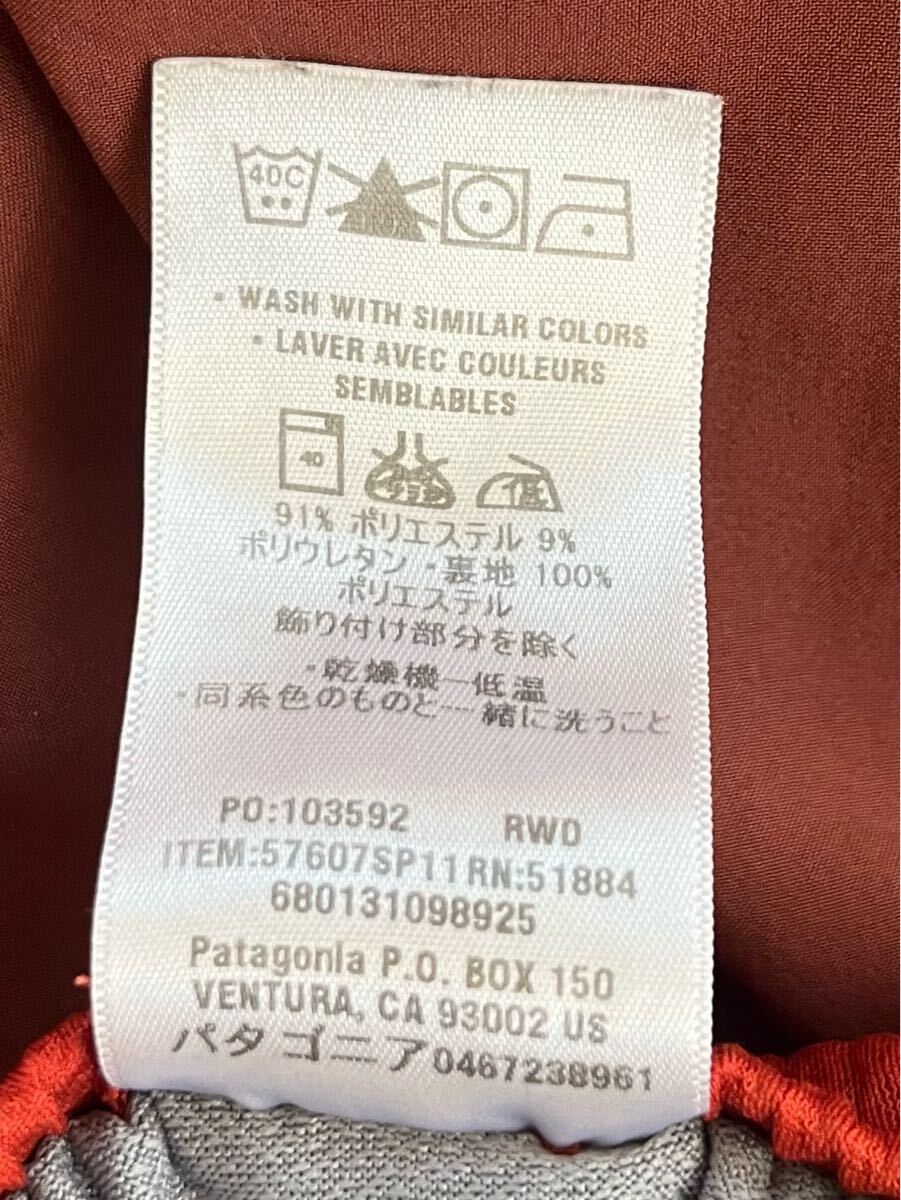 40C
• WASH WITH SIMILAR COLORS
• LAVER AVEC COULEURS
SEMBLABLES
40
低
91% ポリエステル 9%
ポリウレタン・裏地 100%
ポリエステル
飾り付け部分を除く
・乾燥機一低温
・同系色のものと一緒に洗うこと
PO:103592 RWD
ITEM:57607SP11RN:51884
680131098925
Patagonia P.O. BOX 150
VENTURA, CA 93002 US
パタゴニア0467238961